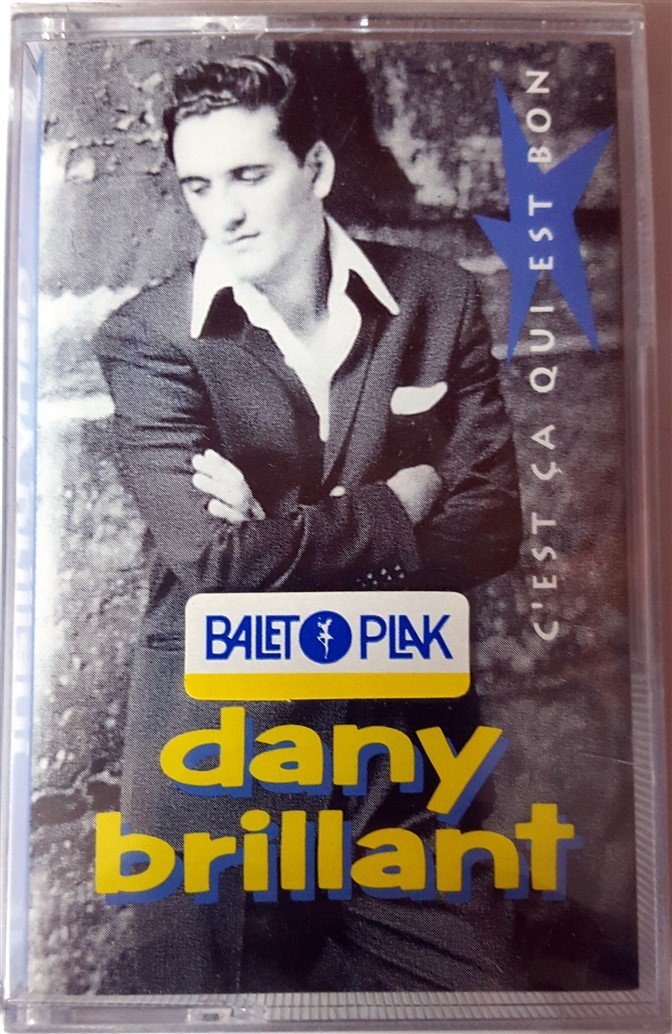 C'EST ÇA QUI EST BON
BALET PLAK
dany
brillant